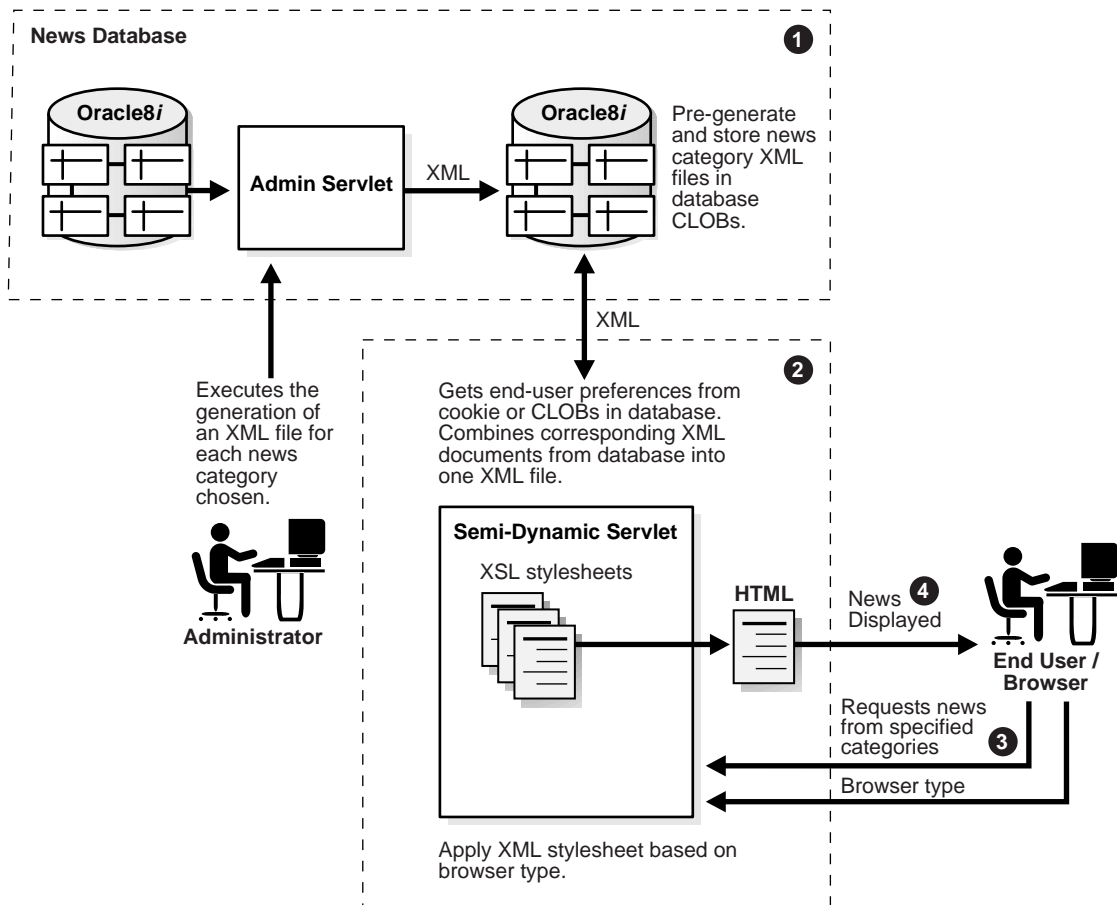 News Database
1
Oracle8i
Admin Servlet
XML
Oracle8i
Pre-generate
and store news
category XML
files in
database
CLOBs.
XML
2
Executes the
generation of
an XML file for
each news
category
chosen.
Administrator
Gets end-user preferences from
cookie or CLOBs in database.
Combines corresponding XML
documents from database into
one XML file.
Semi-Dynamic Servlet
XSL stylesheets
HTML
News 4
Displayed
End User /
Browser
Requests news
from specified
categories 3
Browser type
Apply XML stylesheet based on
browser type.